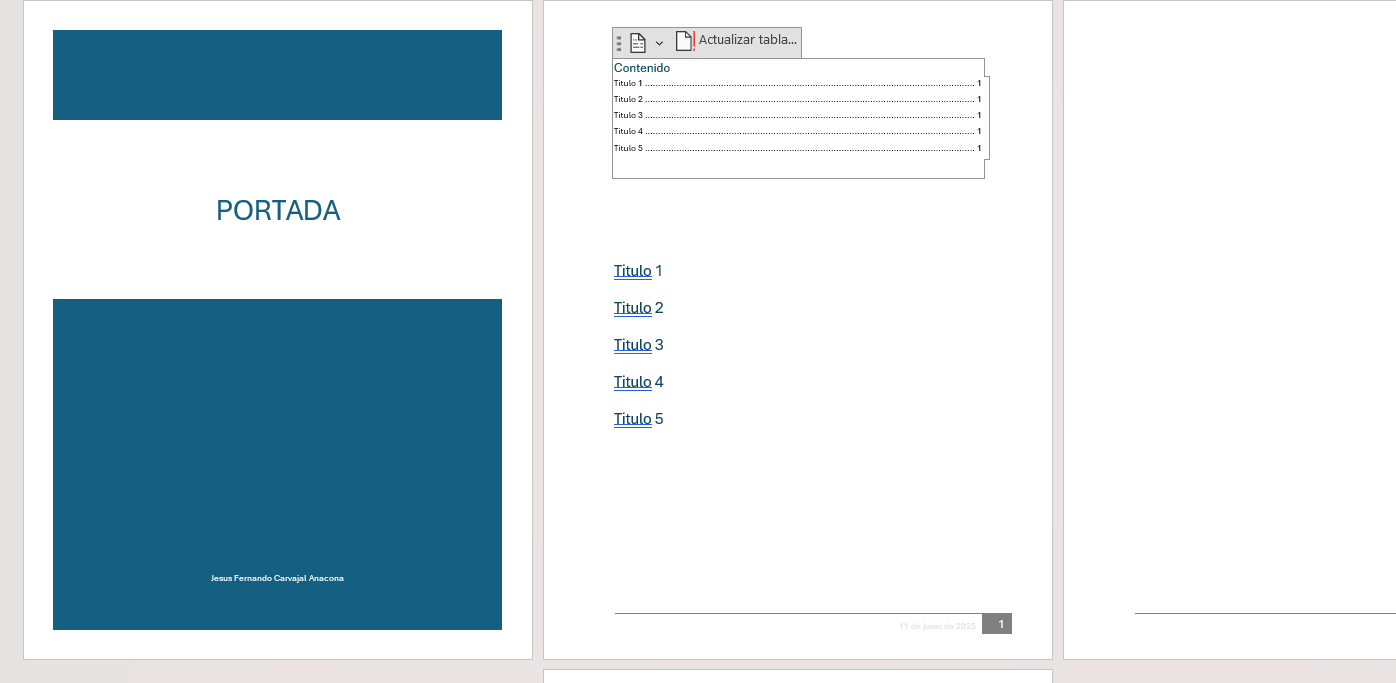 PORTADA
Jesus Fernando Carvajal Anacona
Actualizar tabla...
Contenido
Titulo 1 ........................................................................ 1
Titulo 2 ........................................................................ 1
Titulo 3 ........................................................................ 1
Titulo 4 ........................................................................ 1
Titulo 5 ........................................................................ 1
Titulo 1
Titulo 2
Titulo 3
Titulo 4
Titulo 5
11 de junio de 2025 1